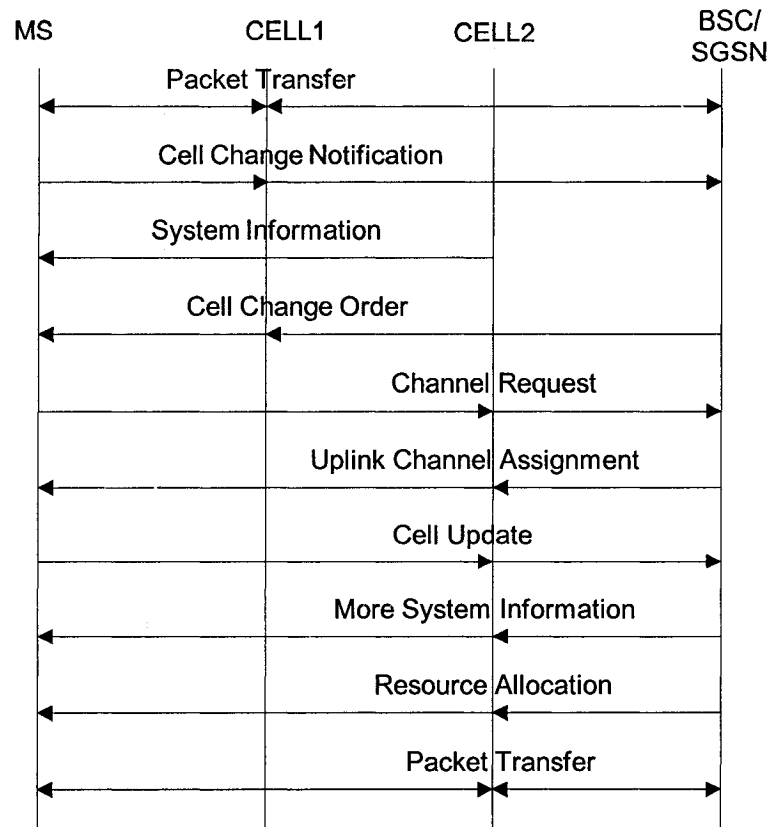 MS
CELL1
CELL2
BSC/
SGSN
Packet Transfer
Cell Change Notification
System Information
Cell Change Order
Channel Request
Uplink Channel Assignment
Cell Update
More System Information
Resource Allocation
Packet Transfer